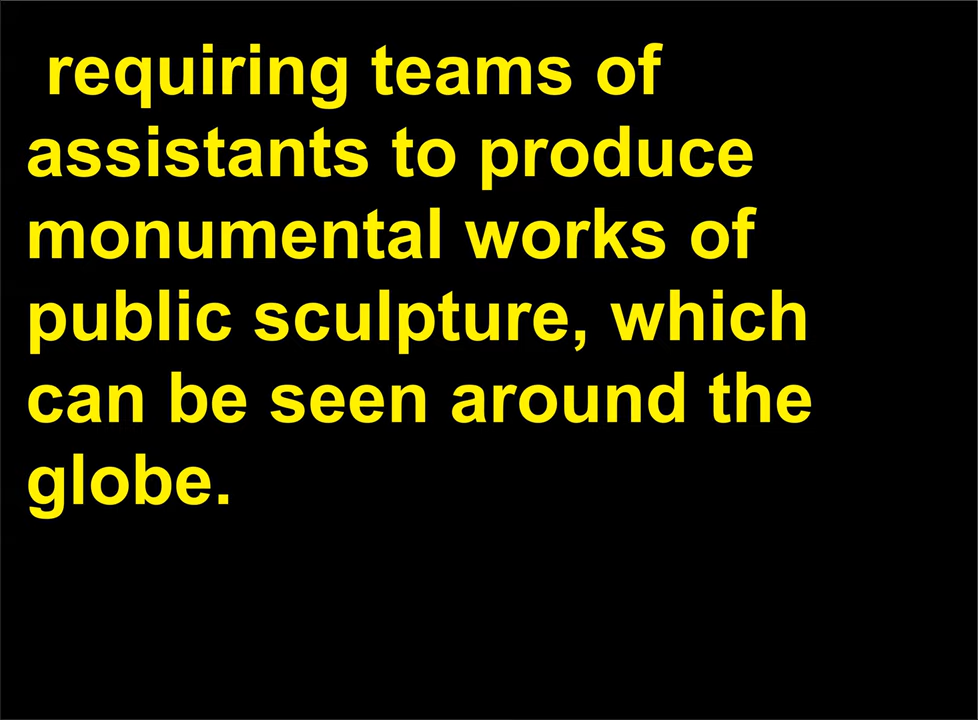 requiring teams of
assistants to produce
monumental works of
public sculpture, which
can be seen around the
globe.